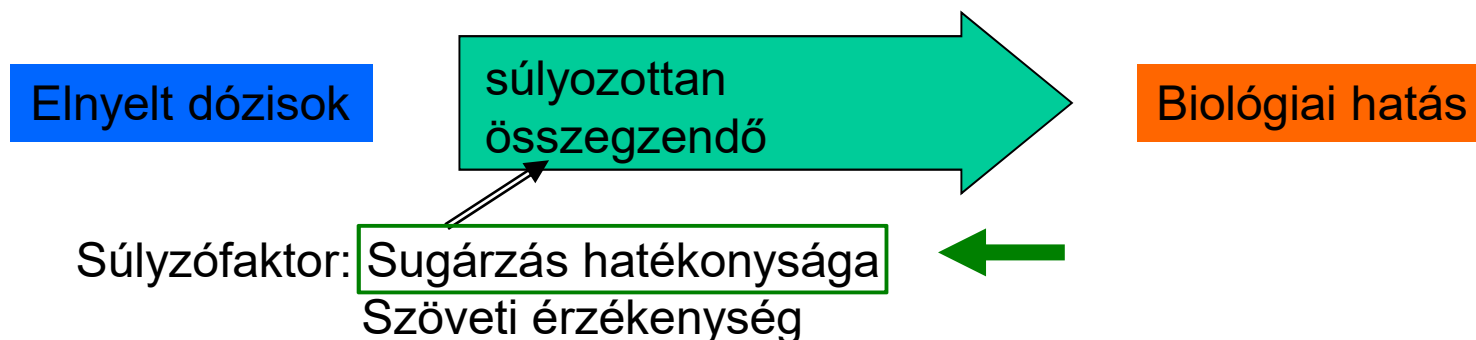 Elnyelt dózisok
súlyozottan
összegzendő
Biológiai hatás
Súlyzófaktor: Sugárzás hatékonysága
Szöveti érzékenység